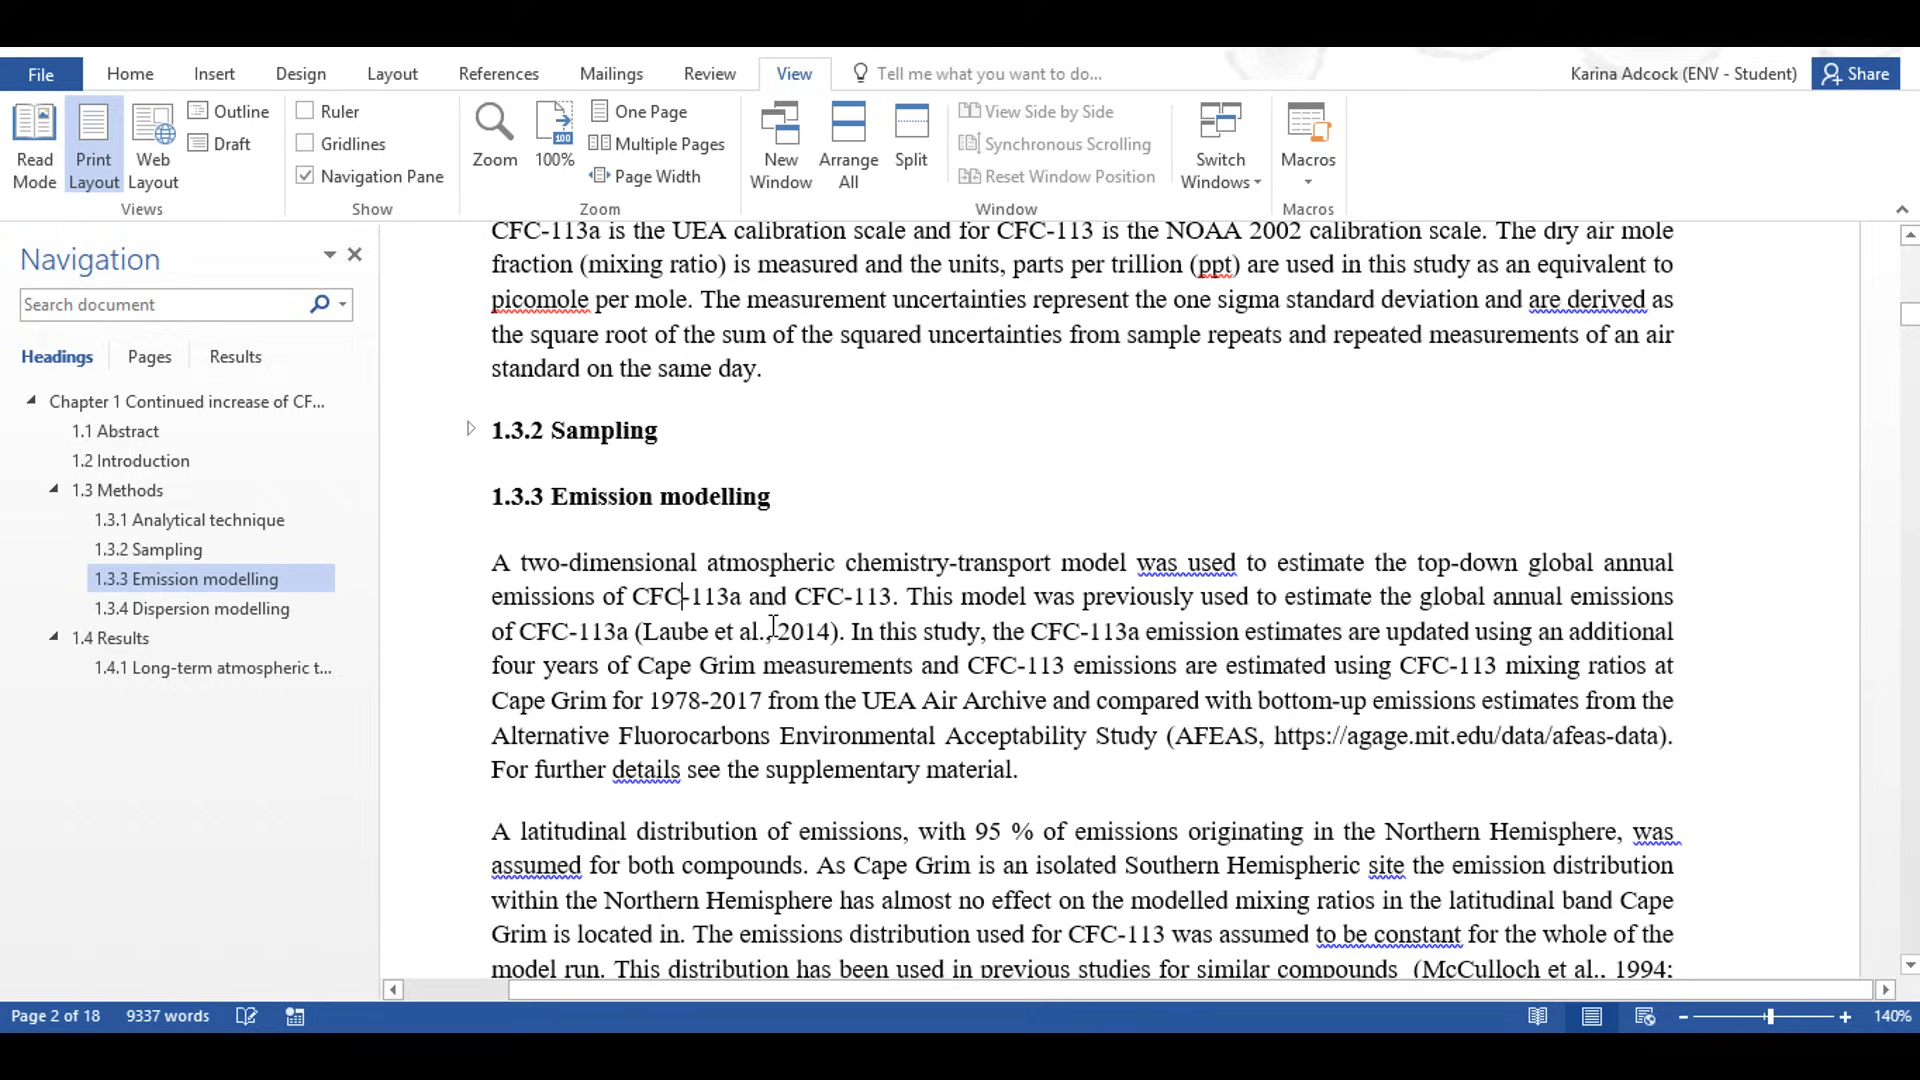 File Home Insert Design Layout References Mailings Review View Tell me what you want to do... Karina Adcock (ENV - Student) Share
Read Mode
Print Layout
Web Layout
Outline
Draft
Views
Ruler
Gridlines
Navigation Pane
Show
Zoom
100%
One Page
Multiple Pages
Page Width
Zoom
New Window
Arrange All
Split
View Side by Side
Synchronous Scrolling
Reset Window Position
Window
Switch Windows
Macros
Macros
Navigation
Search document
Headings Pages Results
Chapter 1 Continued increase of CF...
1.1 Abstract
1.2 Introduction
1.3 Methods
1.3.1 Analytical technique
1.3.2 Sampling
1.3.3 Emission modelling
1.3.4 Dispersion modelling
1.4 Results
1.4.1 Long-term atmospheric t...
CFC-113a is the UEA calibration scale and for CFC-113 is the NOAA 2002 calibration scale. The dry air mole
fraction (mixing ratio) is measured and the units, parts per trillion (ppt) are used in this study as an equivalent to
picomole per mole. The measurement uncertainties represent the one sigma standard deviation and are derived as
the square root of the sum of the squared uncertainties from sample repeats and repeated measurements of an air
standard on the same day.
1.3.2 Sampling
1.3.3 Emission modelling
A two-dimensional atmospheric chemistry-transport model was used to estimate the top-down global annual
emissions of CFC-113a and CFC-113. This model was previously used to estimate the global annual emissions
of CFC-113a (Laube et al., 2014). In this study, the CFC-113a emission estimates are updated using an additional
four years of Cape Grim measurements and CFC-113 emissions are estimated using CFC-113 mixing ratios at
Cape Grim for 1978-2017 from the UEA Air Archive and compared with bottom-up emissions estimates from the
Alternative Fluorocarbons Environmental Acceptability Study (AFEAS, https://agage.mit.edu/data/afeas-data).
For further details see the supplementary material.
A latitudinal distribution of emissions, with 95 % of emissions originating in the Northern Hemisphere, was
assumed for both compounds. As Cape Grim is an isolated Southern Hemispheric site the emission distribution
within the Northern Hemisphere has almost no effect on the modelled mixing ratios in the latitudinal band Cape
Grim is located in. The emissions distribution used for CFC-113 was assumed to be constant for the whole of the
model run. This distribution has been used in previous studies for similar compounds (McCulloch et al., 1994;
Page 2 of 18 9337 words 140%